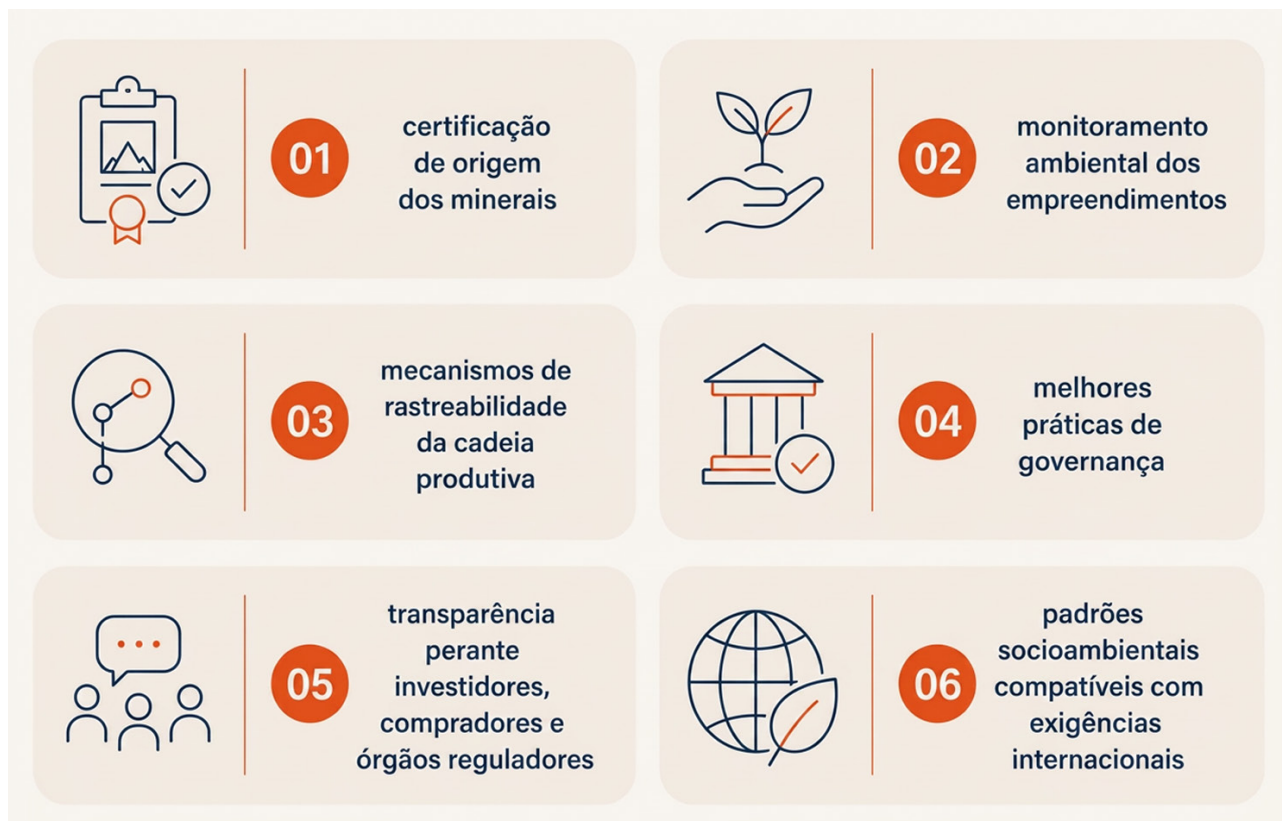 01
certificação
de origem
dos minerais
02
monitoramento
ambiental dos
empreendimentos
03
mecanismos de
rastreabilidade
da cadeia
produtiva
04
melhores
práticas de
governança
05
transparência
perante
investidores,
compradores e
órgãos reguladores
06
padrões
socioambientais
compatíveis com
exigências
internacionais